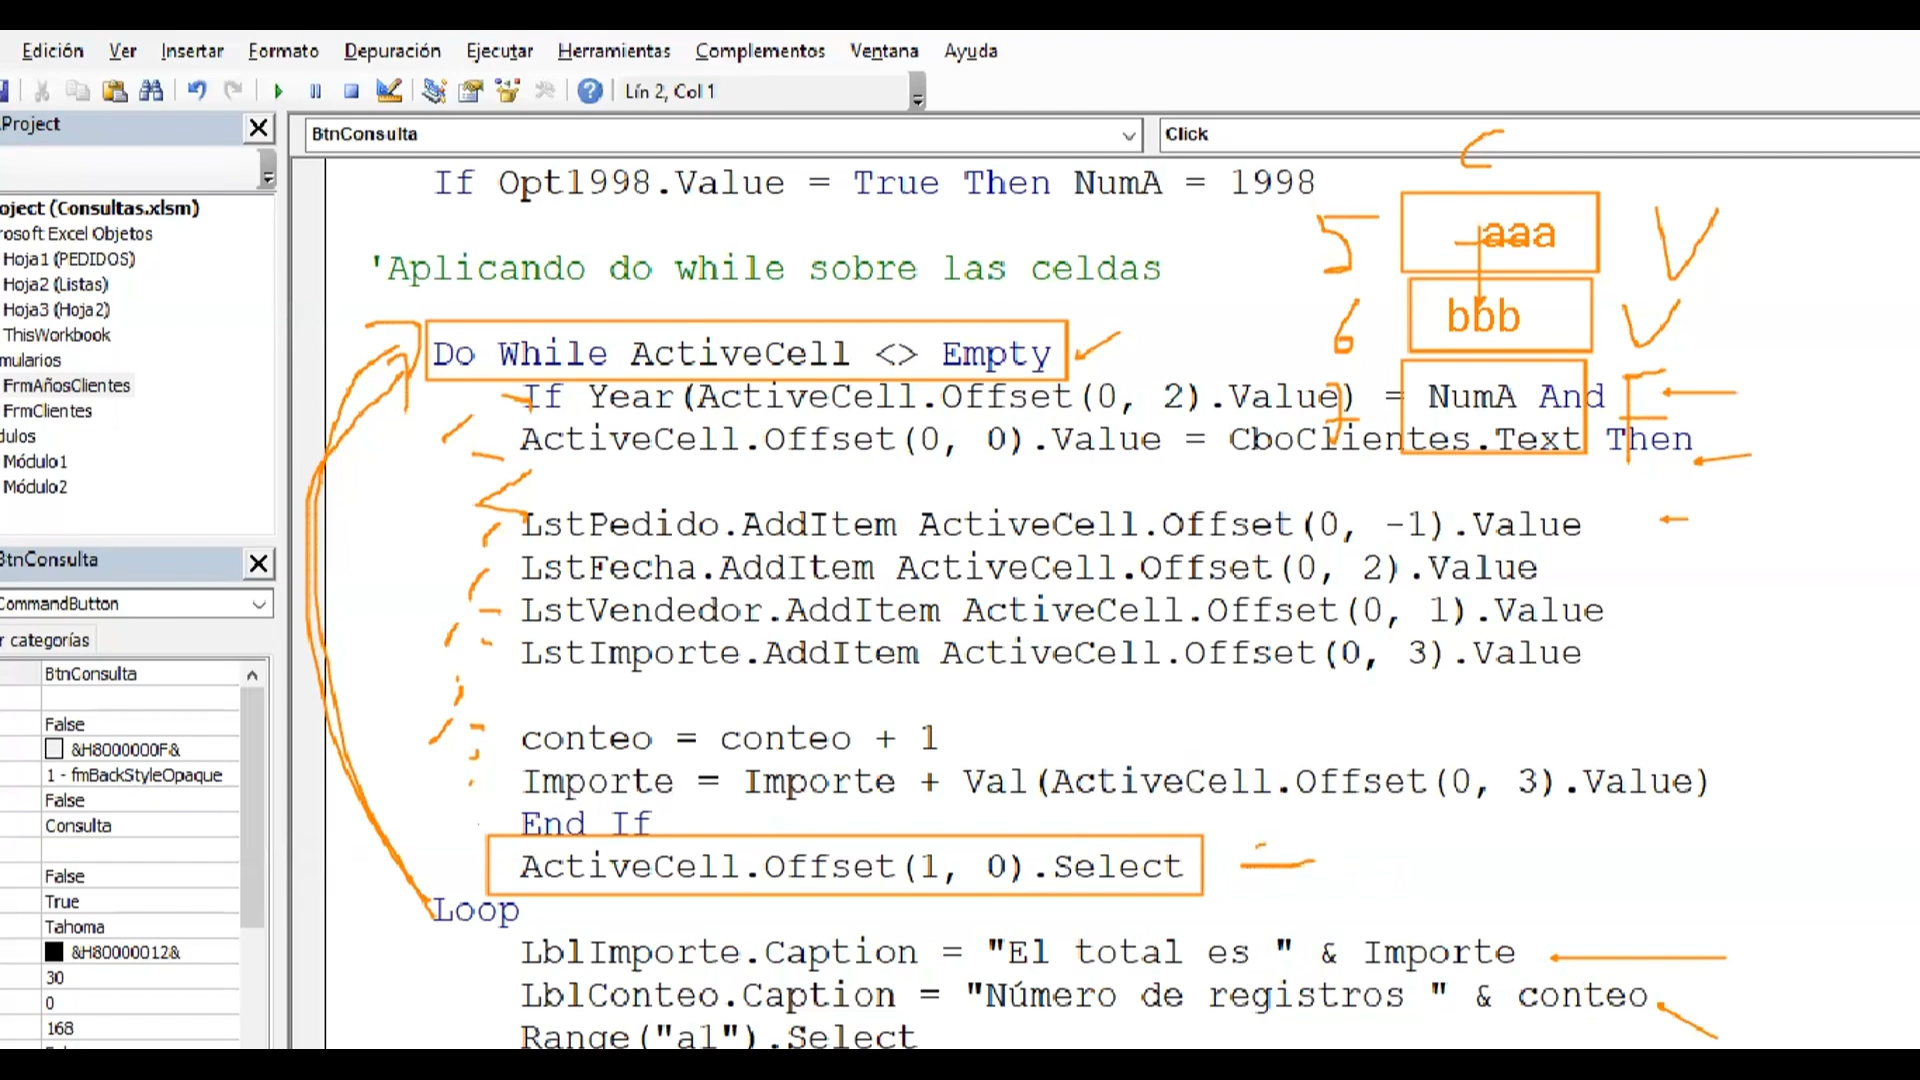 Edición Ver Insertar Formato Depuración Ejecutar Herramientas Complementos Ventana Ayuda
Lín 2, Col 1
Project
BtnConsulta
Click
oject (Consultas.xlsm)
rosoft Excel Objetos
Hoja1 (PEDIDOS)
Hoja2 (Listas)
Hoja3 (Hoja2)
ThisWorkbook
mularios
FrmAñosClientes
FrmClientes
dulos
Módulo1
Módulo2
BtnConsulta
CommandButton
r categorías
BtnConsulta
False
&H8000000F&
1 - fmBackStyleOpaque
False
Consulta
False
True
Tahoma
&H80000012&
30
0
168
If Opt1998.Value = True Then NumA = 1998
'Aplicando do while sobre las celdas
Do While ActiveCell <> Empty
If Year(ActiveCell.Offset(0, 2).Value) = NumA And
ActiveCell.Offset(0, 0).Value = CboClientes.Text Then
LstPedido.AddItem ActiveCell.Offset(0, -1).Value
LstFecha.AddItem ActiveCell.Offset(0, 2).Value
LstVendedor.AddItem ActiveCell.Offset(0, 1).Value
LstImporte.AddItem ActiveCell.Offset(0, 3).Value
conteo = conteo + 1
Importe = Importe + Val(ActiveCell.Offset(0, 3).Value)
End If
ActiveCell.Offset(1, 0).Select
Loop
LblImporte.Caption = "El total es " & Importe
LblConteo.Caption = "Número de registros " & conteo
Range("a1").Select
C
5 aaa V
6 bbb V
7 F